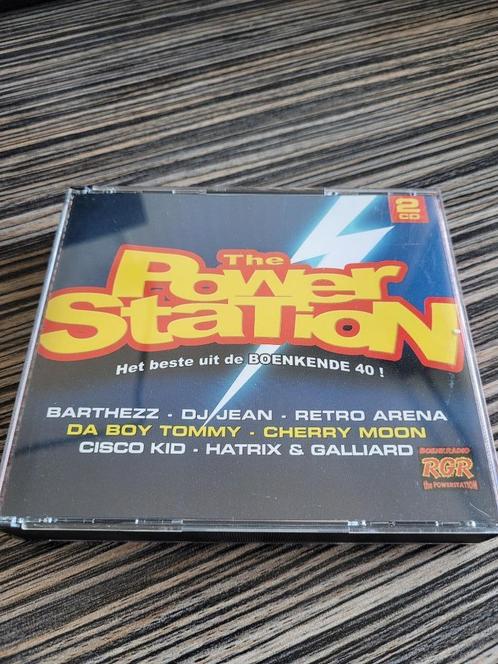 2
CD
The
Power
Station
Het beste uit de BOENKENDE 40 !
BARTHEZZ - DJ JEAN - RETRO ARENA
DA BOY TOMMY - CHERRY MOON
CISCO KID - HATRIX & GALLIARD
BOENKRADIO
RGR
the POWERSTATION